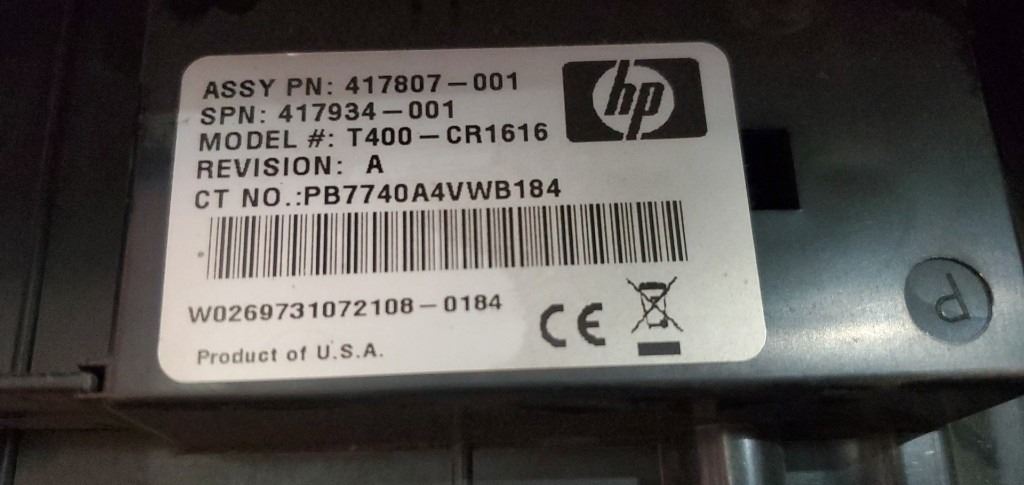 ASSY PN: 417807-001
SPN: 417934-001
MODEL #: T400-CR1616
REVISION: A
CT NO.:PB7740A4VWB184
W0269731072108-0184
Product of U.S.A.
hp
CE
P